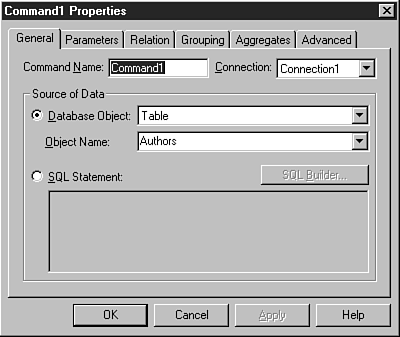 Command1 Properties
General Parameters Relation Grouping Aggregates Advanced
Command Name: Command1 Connection: Connection1
Source of Data
Database Object: Table
Object Name: Authors
SQL Statement: SQL Builder...
OK Cancel Apply Help